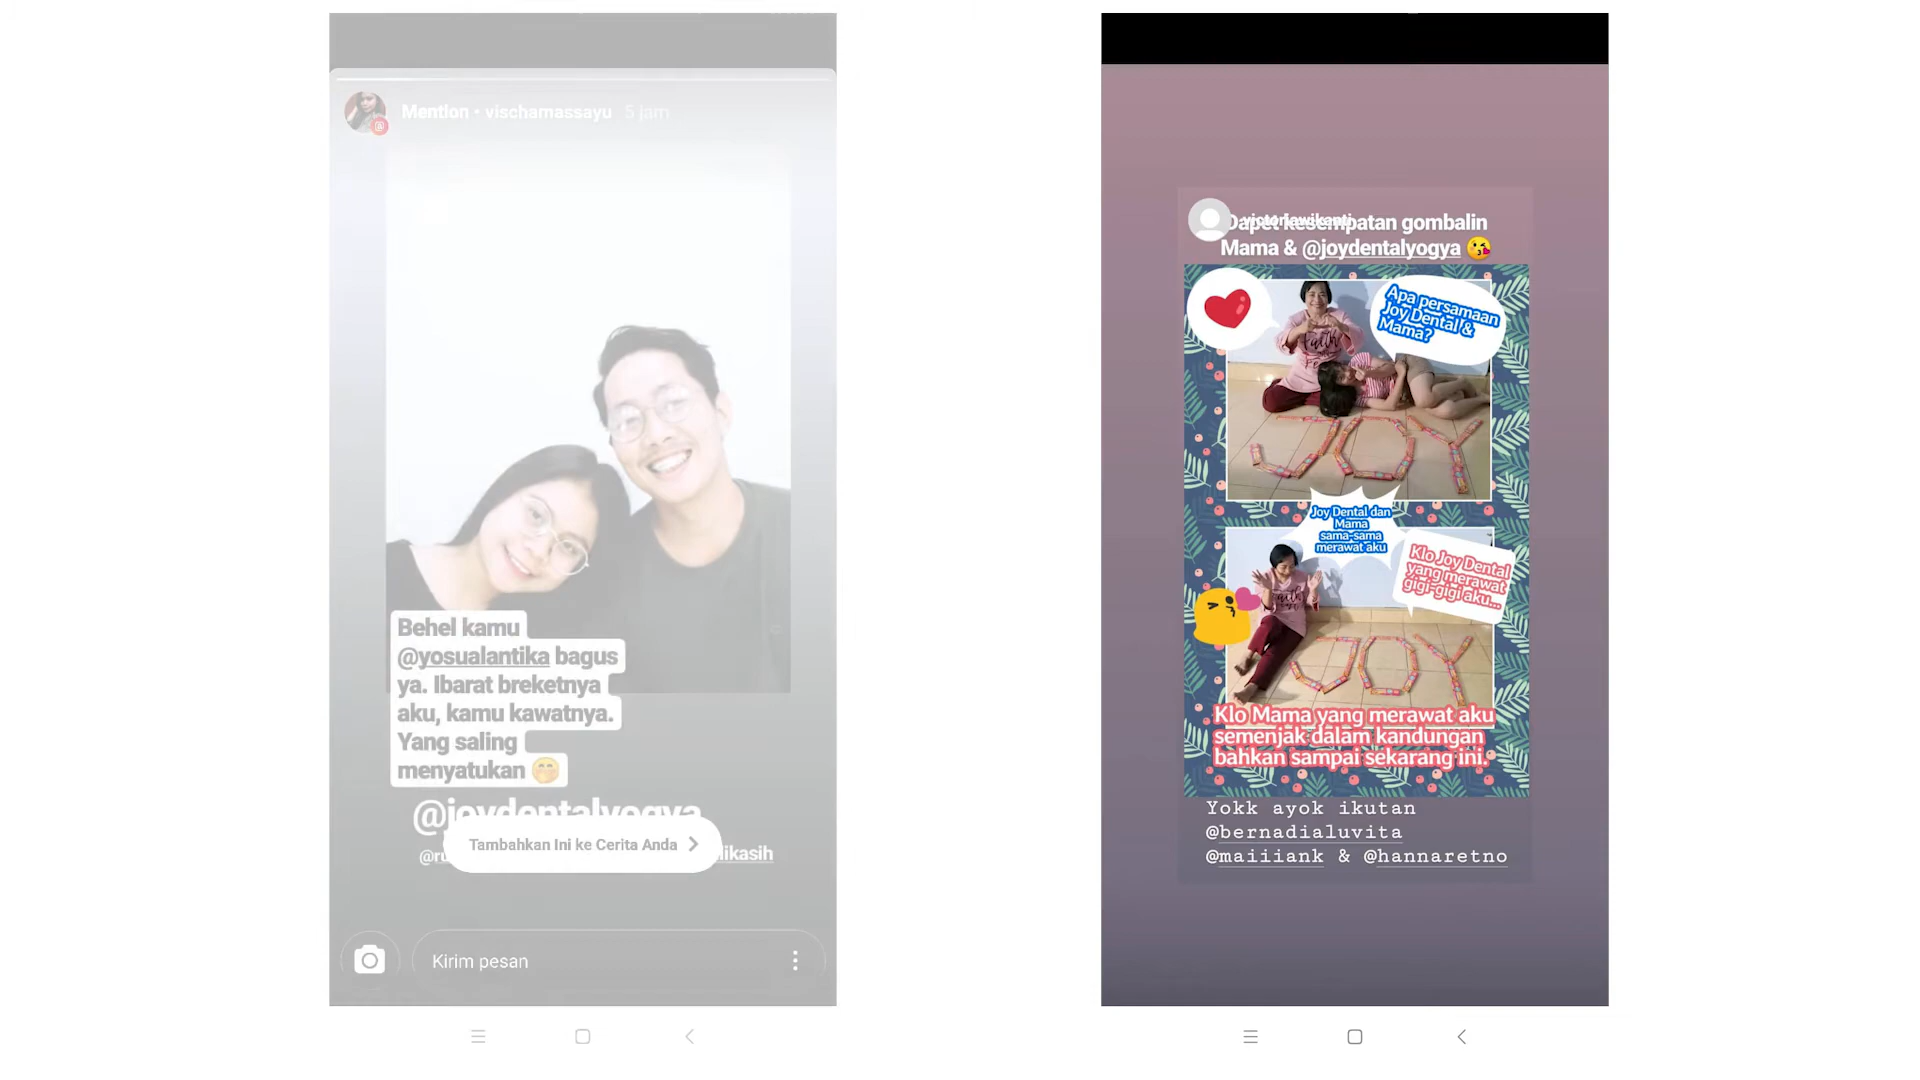 Mention • vischamassayu 5 jam
Behel kamu
@yosualantika bagus
ya. Ibarat breketnya
aku, kamu kawatnya.
Yang saling
menyatukan
@joydentalyogya
Tambahkan Ini ke Cerita Anda
Kirim pesan
victoriawikanti
Dapet kesempatan gombalin
Mama & @joydentalyogya
Apa persamaan
Joy Dental &
Mama?
JOY
Joy Dental dan
Mama
sama-sama
merawat aku
Klo Joy Dental
yang merawat
gigi-gigi aku...
JOY
Klo Mama yang merawat aku
semenjak dalam kandungan
bahkan sampai sekarang ini.
Yokk ayok ikutan
@bernadialuvita
@maiiiank & @hannaretno